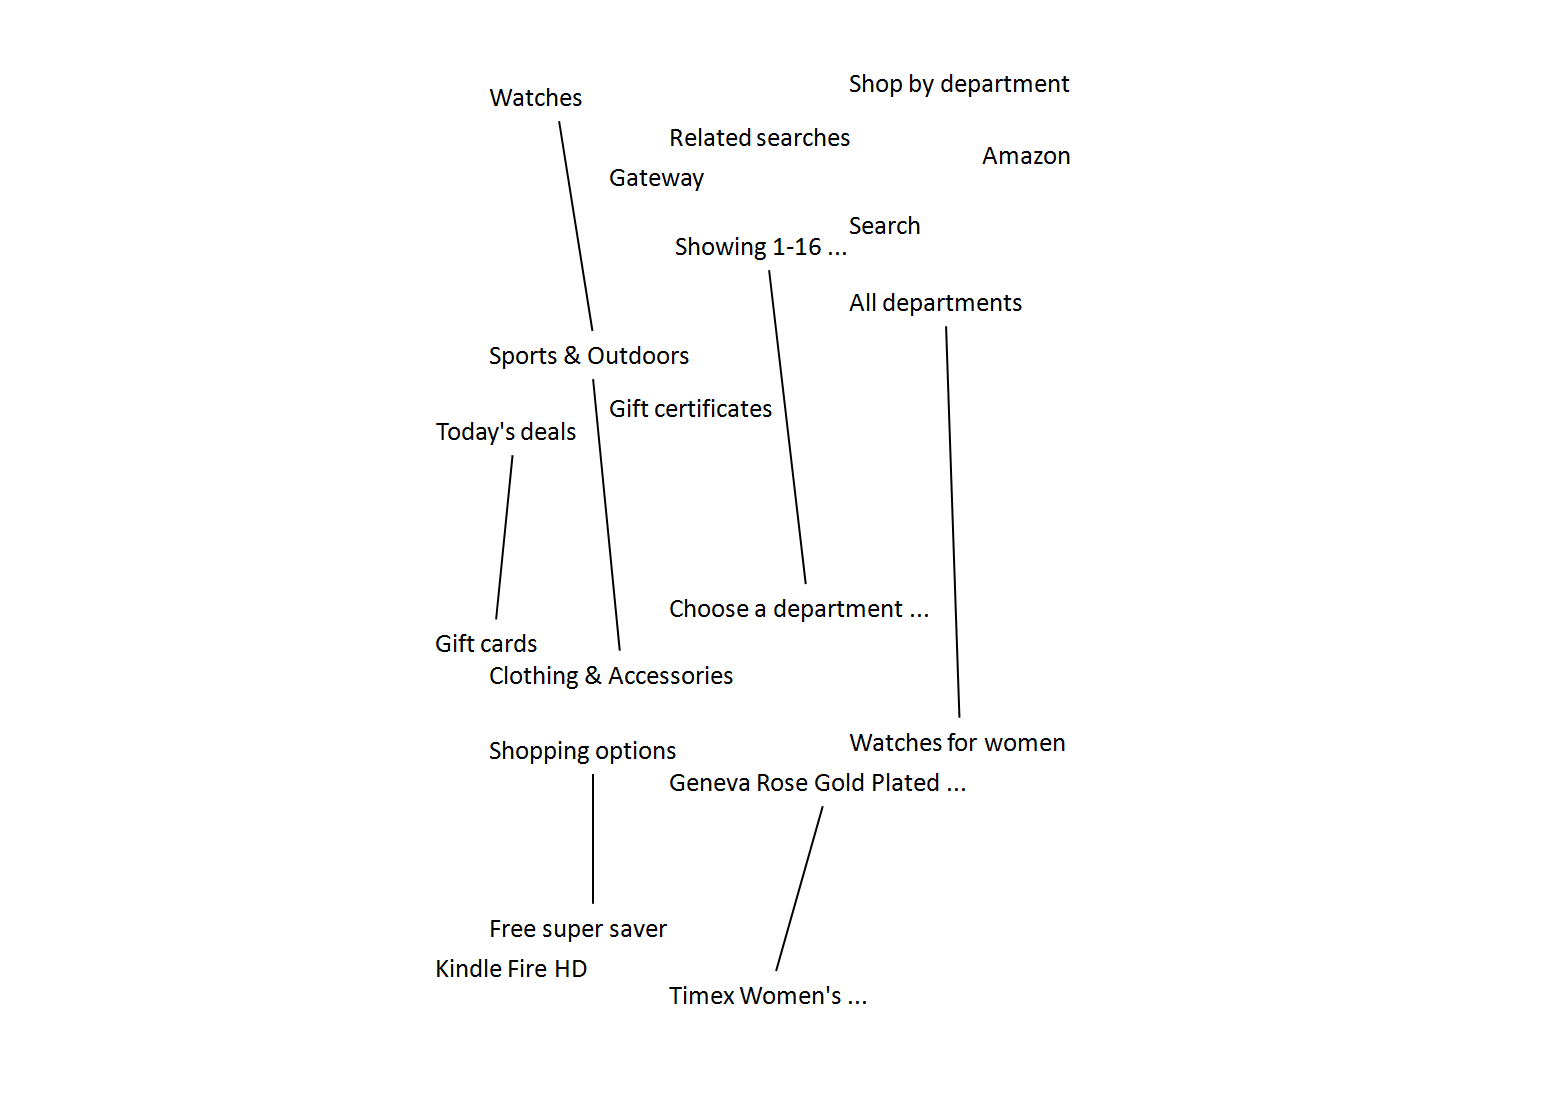 Shop by department
Watches
Related searches
Amazon
Gateway
Search
Showing 1-16 ...
All departments
Sports & Outdoors
Gift certificates
Today's deals
Choose a department ...
Gift cards
Clothing & Accessories
Watches for women
Shopping options
Geneva Rose Gold Plated ...
Free super saver
Kindle Fire HD
Timex Women's ...